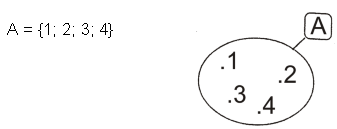 A = {1; 2; 3; 4}
A
.1
.2
.3
.4